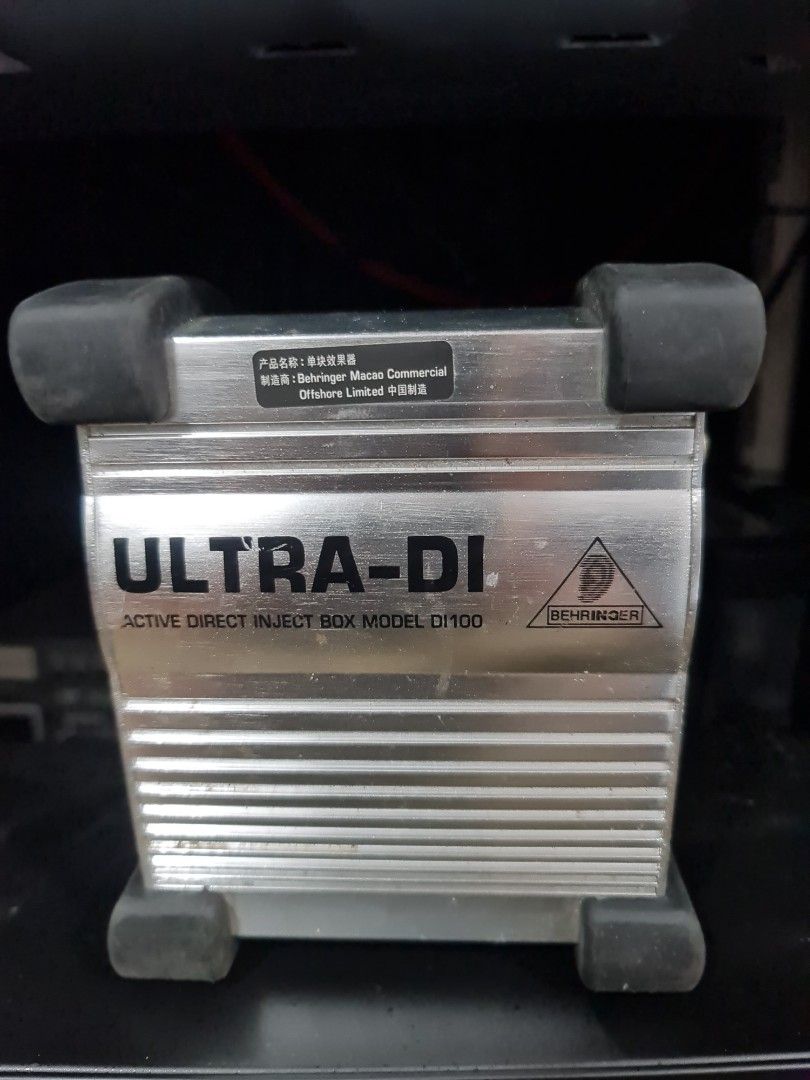 产品名称：单块效果器
制造商：Behringer Macao Commercial
Offshore Limited 中国制造
ULTRA-DI
ACTIVE DIRECT INJECT BOX MODEL DI100
BEHRINGER